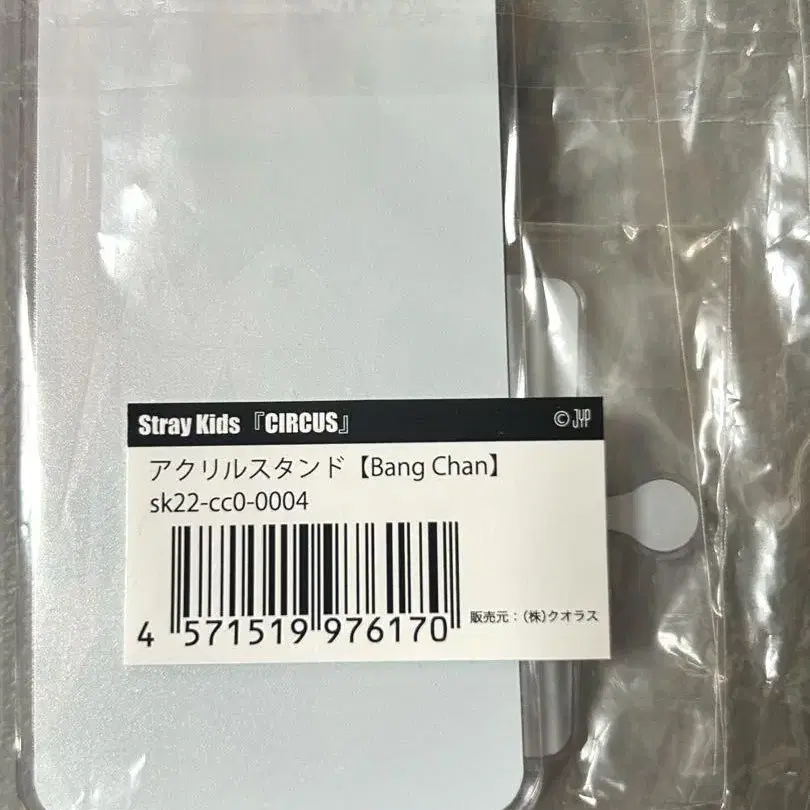 Stray Kids『CIRCUS』
© JYP
アクリルスタンド【Bang Chan】
sk22-cc0-0004
4 571519 976170
販売元:(株)クオラス